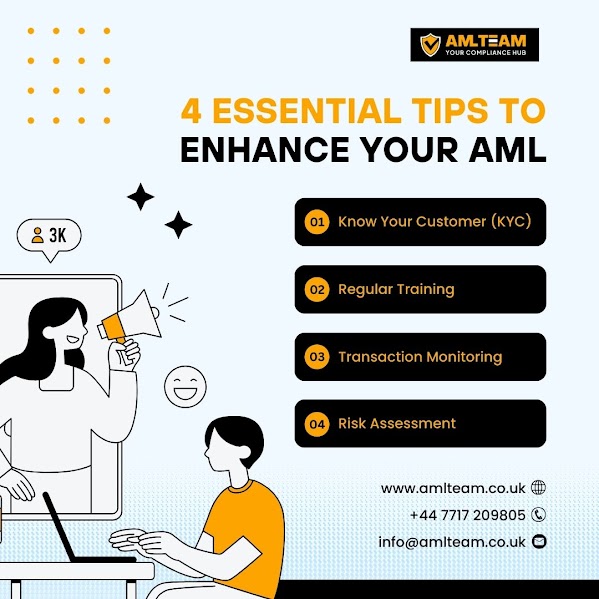 AMLTEAM
YOUR COMPLIANCE HUB
4 ESSENTIAL TIPS TO
ENHANCE YOUR AML
3K
01 Know Your Customer (KYC)
02 Regular Training
03 Transaction Monitoring
04 Risk Assessment
www.amlteam.co.uk
+44 7717 209805
info@amlteam.co.uk